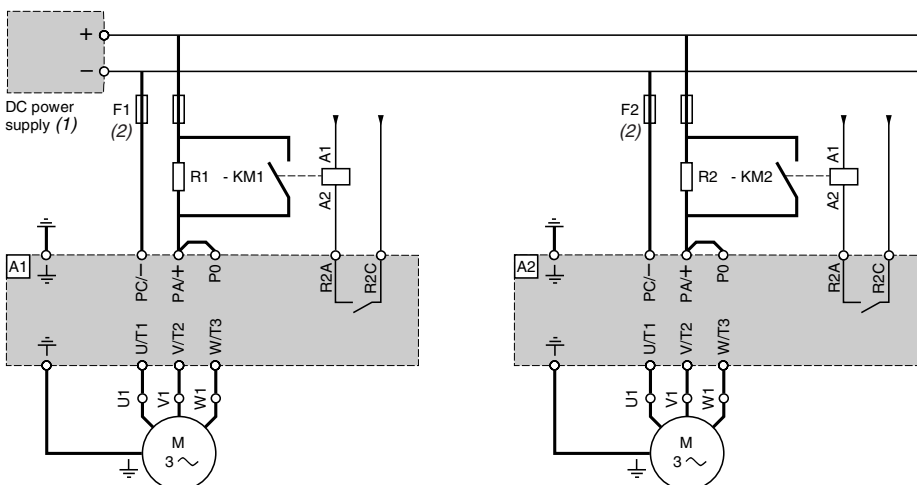 +
−
DC power
supply (1)
F1
(2)
R1
- KM1
A1
A2
F2
(2)
R2
- KM2
A1
A2
A1
PC/−
PA/+
P0
R2A
R2C
U/T1
V/T2
W/T3
U1
V1
W1
M
3
A2
PC/−
PA/+
P0
R2A
R2C
U/T1
V/T2
W/T3
U1
V1
W1
M
3